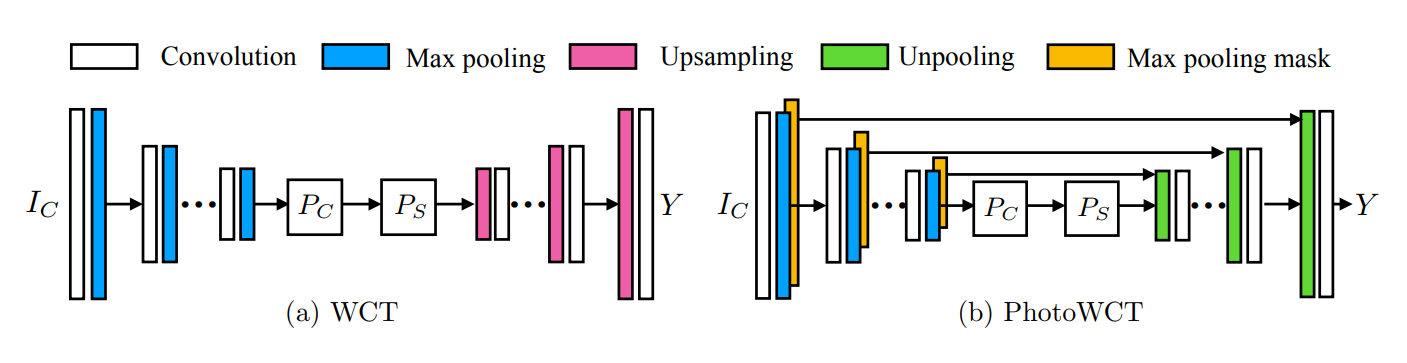 Convolution Max pooling Upsampling Unpooling Max pooling mask
I_C P_C P_S Y
I_C P_C P_S Y
(a) WCT
(b) PhotoWCT